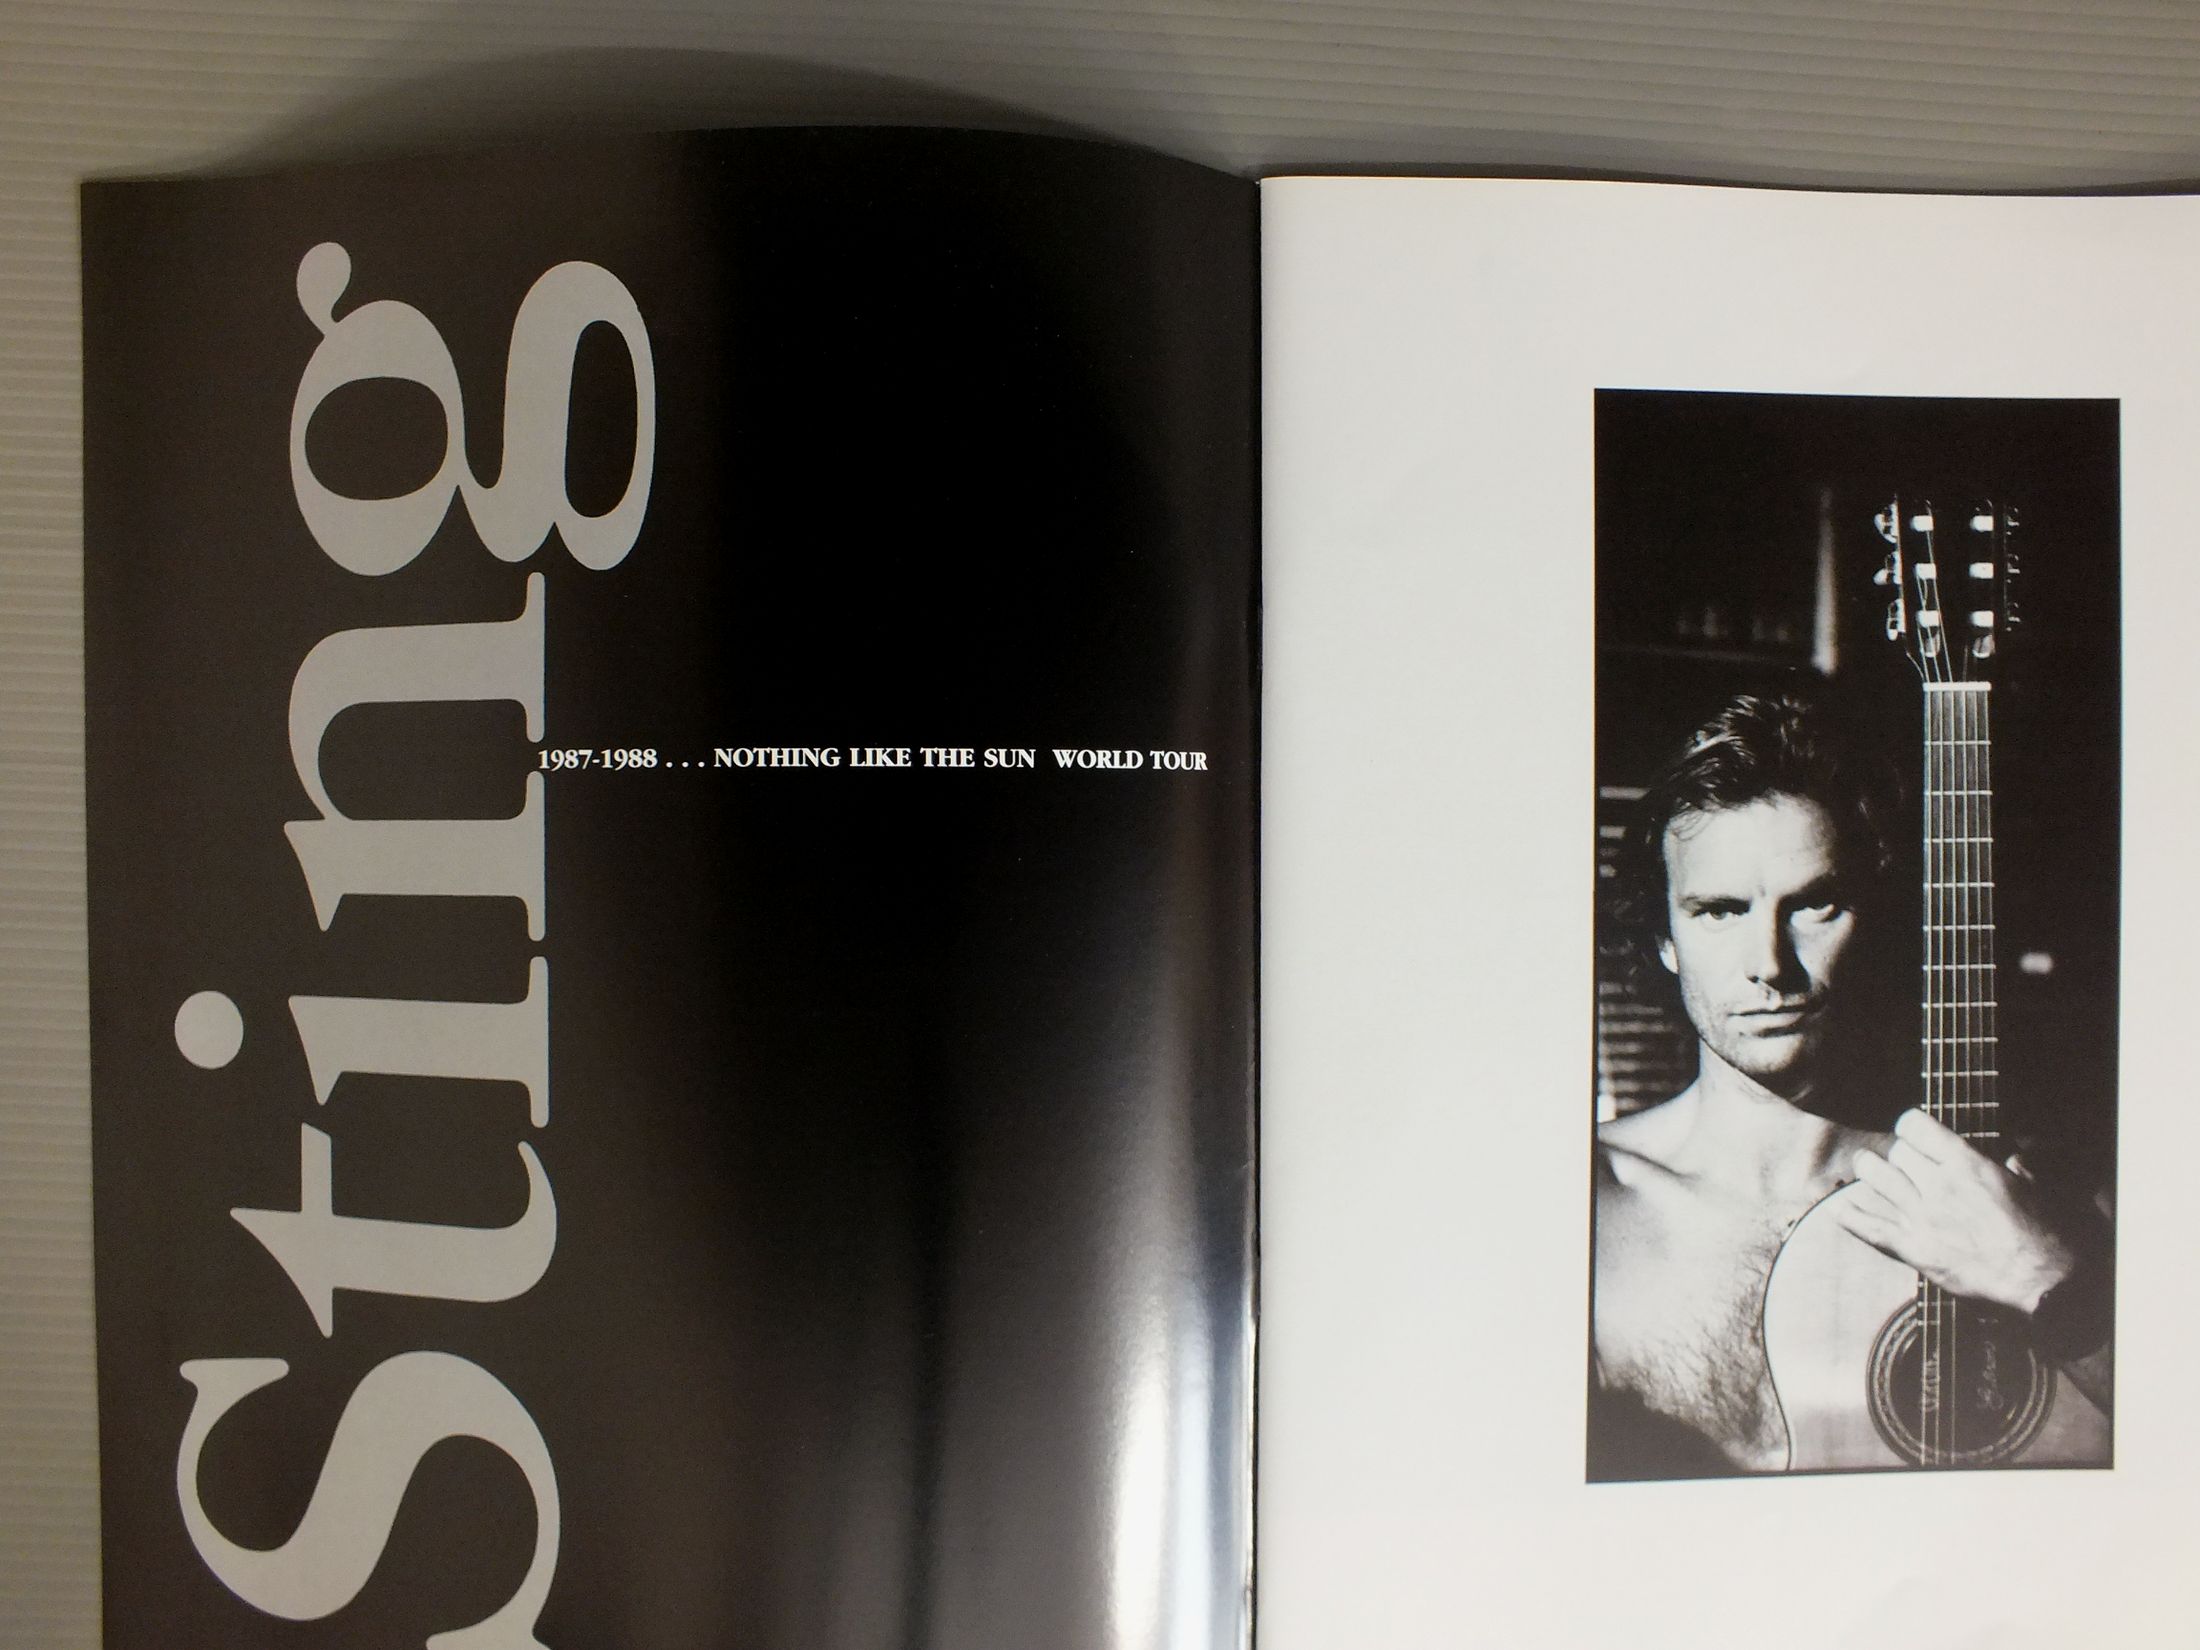 Sting
1987-1988 . . . NOTHING LIKE THE SUN WORLD TOUR